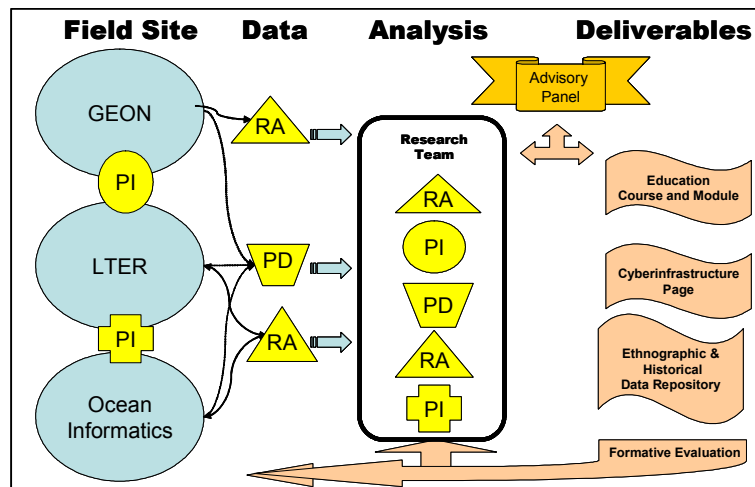 Field Site
Data
Analysis
Deliverables
GEON
PI
LTER
PI
Ocean
Informatics
RA
PD
RA
Research
Team
RA
PI
PD
RA
PI
Advisory
Panel
Education
Course and Module
Cyberinfrastructure
Page
Ethnographic &
Historical
Data Repository
Formative Evaluation